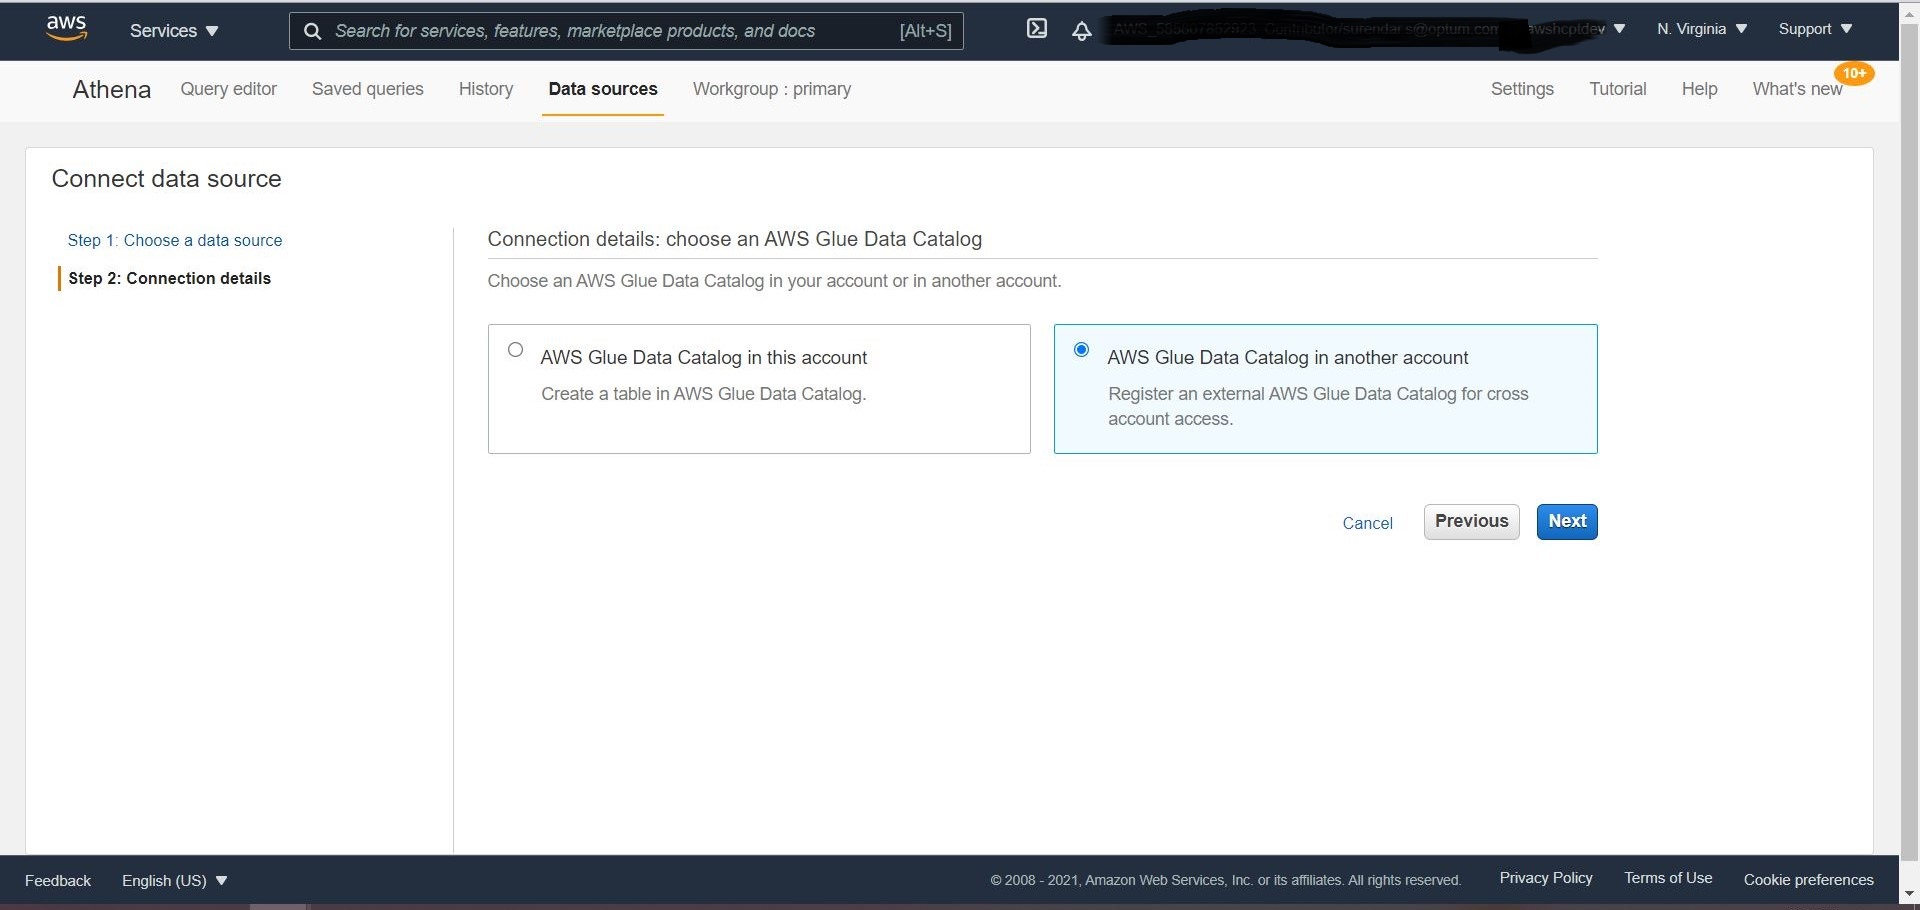 aws
Services
Search for services, features, marketplace products, and docs [Alt+S]
N. Virginia
Support
Athena
Query editor
Saved queries
History
Data sources
Workgroup : primary
Settings
Tutorial
Help
What's new
10+
Connect data source
Step 1: Choose a data source
Step 2: Connection details
Connection details: choose an AWS Glue Data Catalog
Choose an AWS Glue Data Catalog in your account or in another account.
AWS Glue Data Catalog in this account
Create a table in AWS Glue Data Catalog.
AWS Glue Data Catalog in another account
Register an external AWS Glue Data Catalog for cross
account access.
Cancel
Previous
Next
Feedback
English (US)
© 2008 - 2021, Amazon Web Services, Inc. or its affiliates. All rights reserved.
Privacy Policy
Terms of Use
Cookie preferences